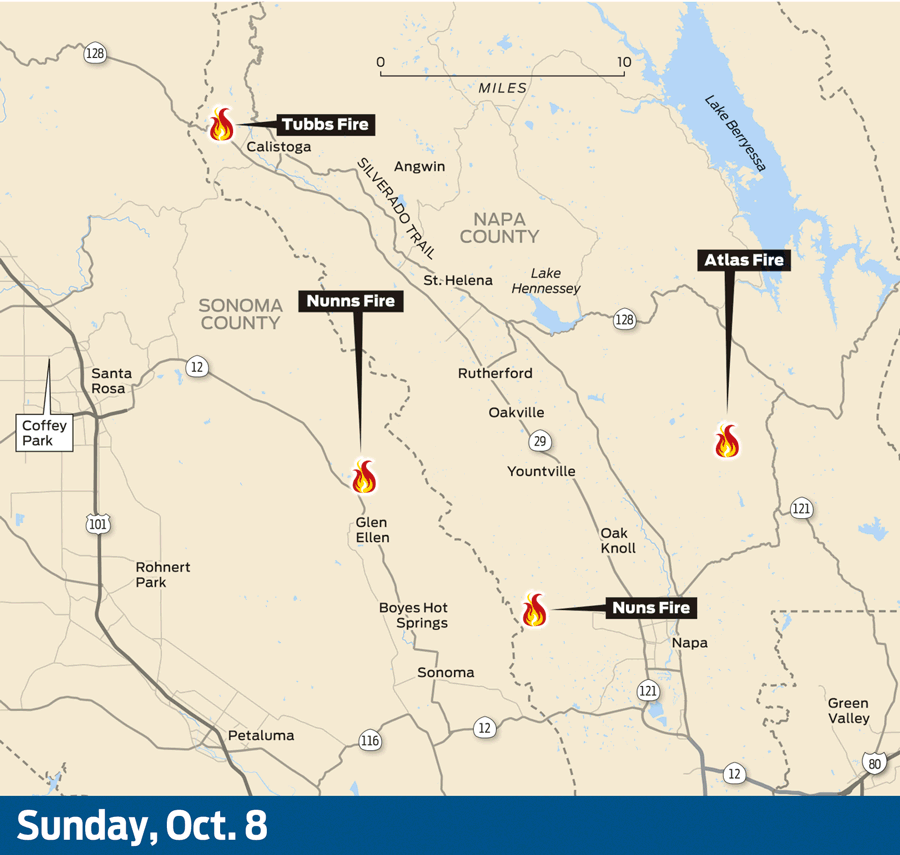 128
0
10
MILES
Lake Berryessa
Tubbs Fire
Calistoga
SILVERADO TRAIL
Angwin
NAPA
COUNTY
Atlas Fire
St. Helena
Lake
Hennessey
Nunns Fire
SONOMA
COUNTY
128
12
Santa
Rosa
Rutherford
Coffey
Park
Oakville
29
Yountville
121
101
Glen
Ellen
Oak
Knoll
Rohnert
Park
Boyes Hot
Springs
Nuns Fire
Napa
Sonoma
121
Green
Valley
Petaluma
116
12
12
80
Sunday, Oct. 8